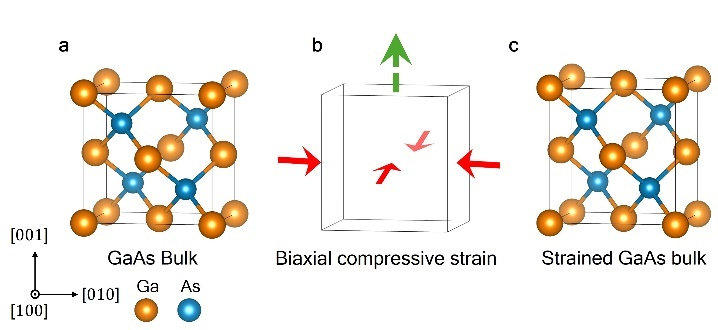 a
b
c
GaAs Bulk
Biaxial compressive strain
Strained GaAs bulk
[001]
[010]
[100]
Ga
As